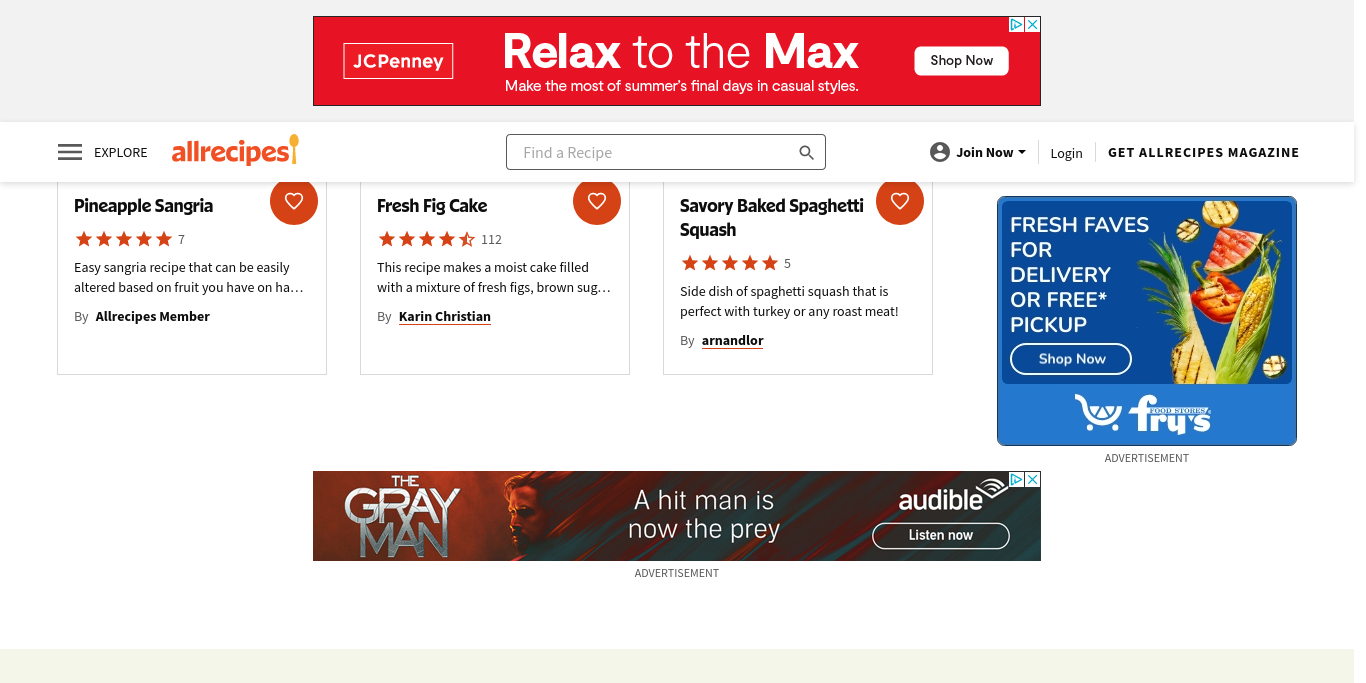 JCPenney
Relax to the Max
Make the most of summer's final days in casual styles.
Shop Now
EXPLORE
allrecipes
Find a Recipe
Join Now
Login
GET ALLRECIPES MAGAZINE
Pineapple Sangria
7
Easy sangria recipe that can be easily
altered based on fruit you have on ha…
By Allrecipes Member
Fresh Fig Cake
112
This recipe makes a moist cake filled
with a mixture of fresh figs, brown sug…
By Karin Christian
Savory Baked Spaghetti
Squash
5
Side dish of spaghetti squash that is
perfect with turkey or any roast meat!
By arnandlor
FRESH FAVES
FOR
DELIVERY
OR FREE*
PICKUP
Shop Now
fry's
FOOD STORES
ADVERTISEMENT
THE
GRAY
MAN
A hit man is
now the prey
audible
Listen now
ADVERTISEMENT